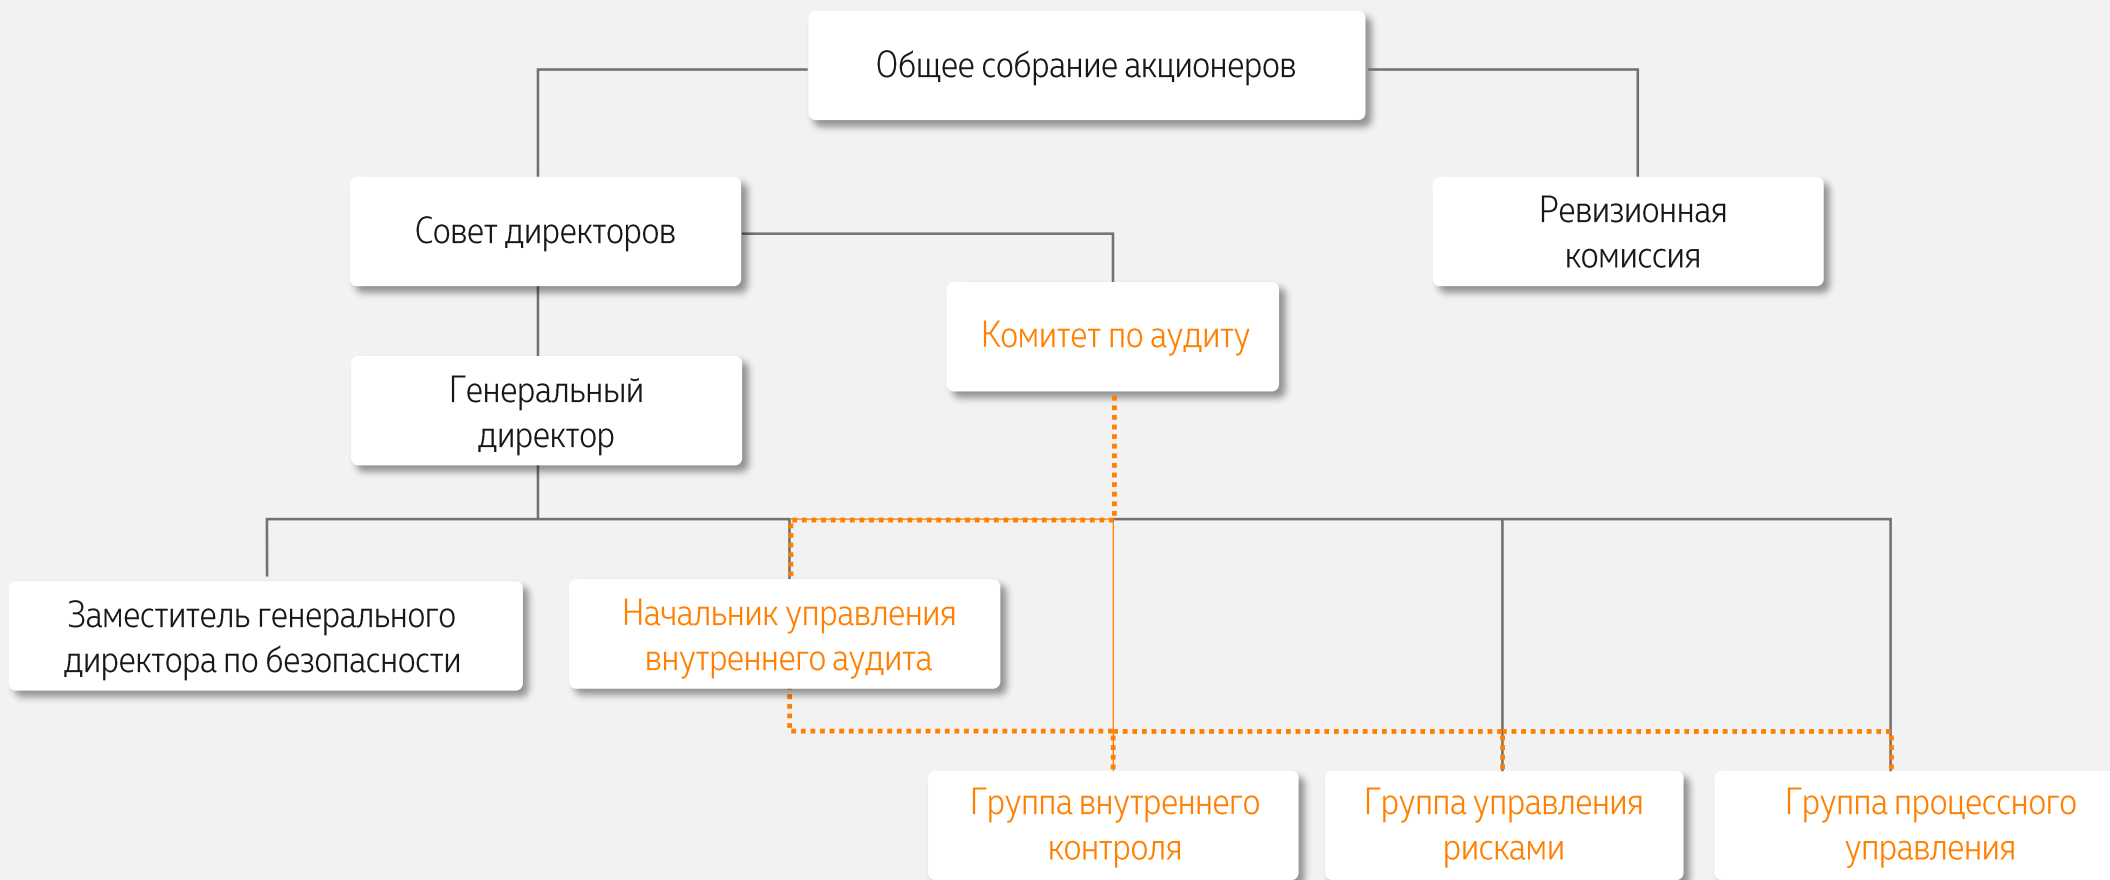 Общее собрание акционеров
Совет директоров
Ревизионная
комиссия
Комитет по аудиту
Генеральный
директор
Заместитель генерального
директора по безопасности
Начальник управления
внутреннего аудита
Группа внутреннего
контроля
Группа управления
рисками
Группа процессного
управления